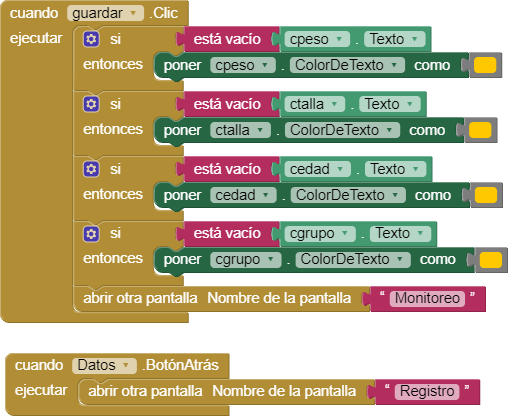 cuando guardar .Clic
ejecutar si está vacío cpeso . Texto
entonces poner cpeso . ColorDeTexto como
si está vacío ctalla . Texto
entonces poner ctalla . ColorDeTexto como
si está vacío cedad . Texto
entonces poner cedad . ColorDeTexto como
si está vacío cgrupo . Texto
entonces poner cgrupo . ColorDeTexto como
abrir otra pantalla Nombre de la pantalla “ Monitoreo ”
cuando Datos .BotónAtrás
ejecutar abrir otra pantalla Nombre de la pantalla “ Registro ”